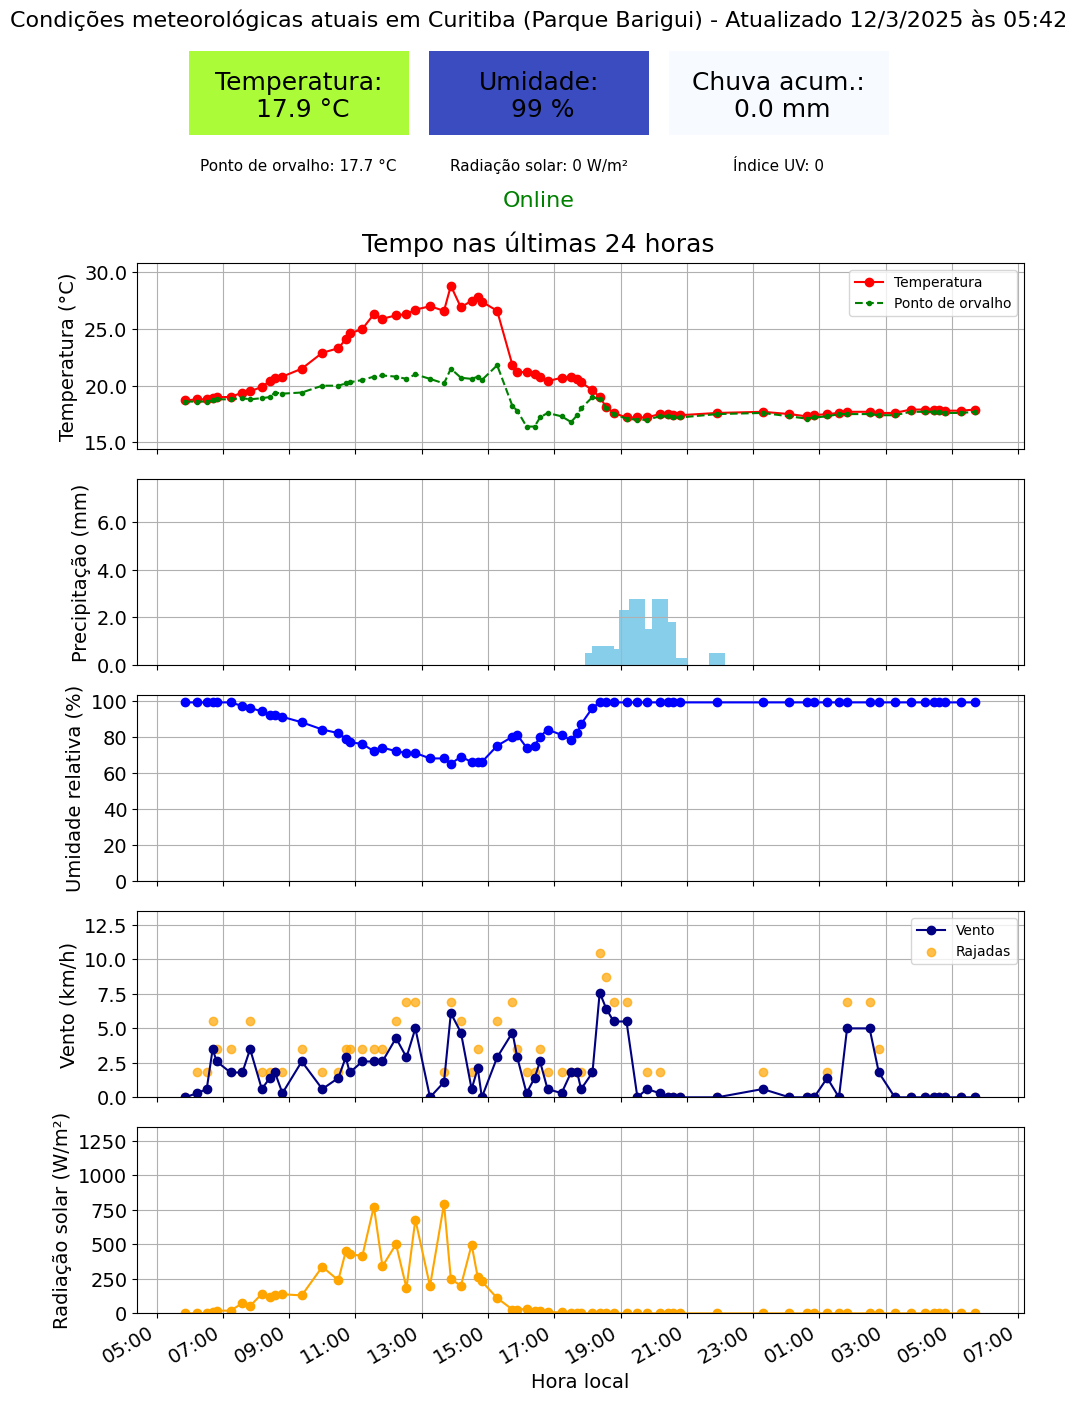 Condições meteorológicas atuais em Curitiba (Parque Barigui) - Atualizado 12/3/2025 às 05:42
Temperatura:
17.9 °C
Umidade:
99 %
Chuva acum.:
0.0 mm
Ponto de orvalho: 17.7 °C
Radiação solar: 0 W/m²
Índice UV: 0
Online
Tempo nas últimas 24 horas
Temperatura (°C)
30.0
25.0
20.0
15.0
Temperatura
Ponto de orvalho
Precipitação (mm)
6.0
4.0
2.0
0.0
Umidade relativa (%)
100
80
60
40
20
0
Vento (km/h)
12.5
10.0
7.5
5.0
2.5
0.0
Vento
Rajadas
Radiação solar (W/m²)
1250
1000
750
500
250
0
05:00
07:00
09:00
11:00
13:00
15:00
17:00
19:00
21:00
23:00
01:00
03:00
05:00
07:00
Hora local